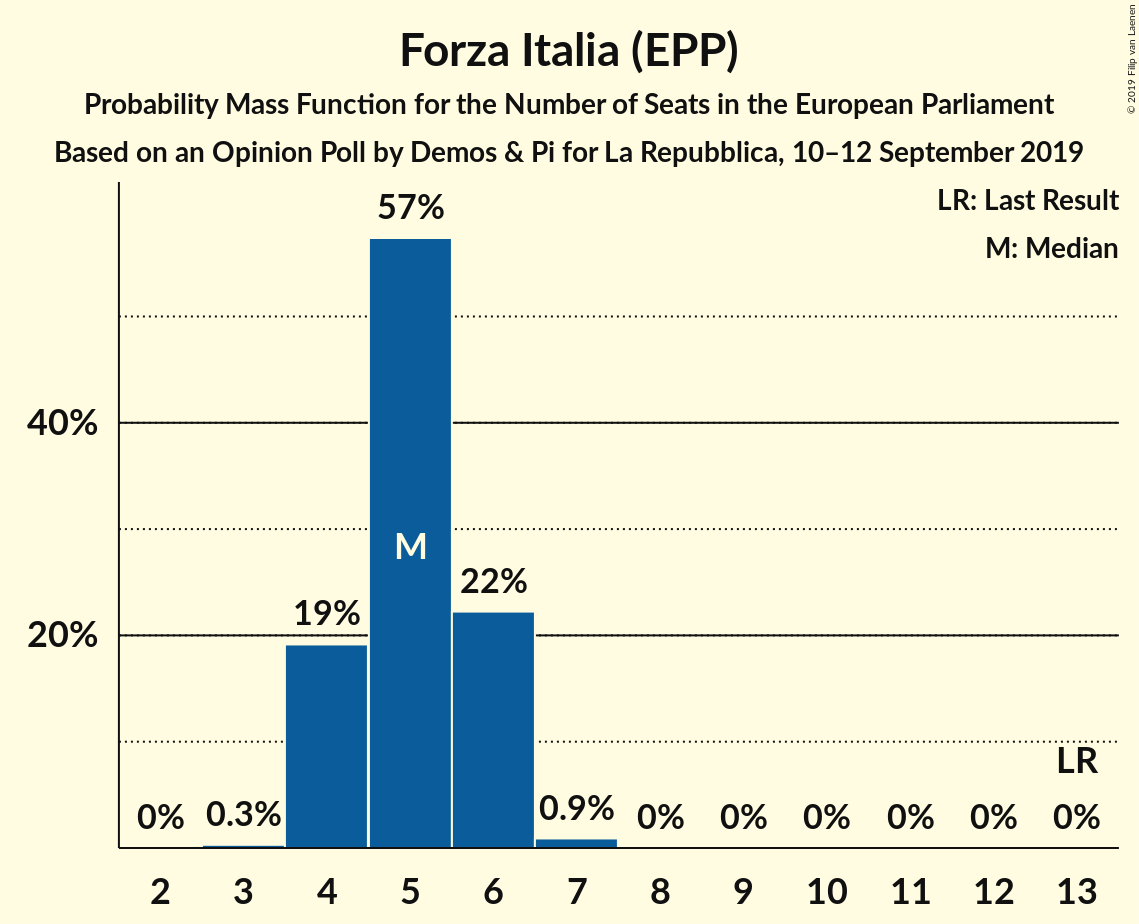 Forza Italia (EPP)
Probability Mass Function for the Number of Seats in the European Parliament
Based on an Opinion Poll by Demos & Pi for La Repubblica, 10–12 September 2019
© 2019 Filip van Laenen
LR: Last Result
M: Median
57%
40%
M
22%
19%
20%
LR
0% 0.3% 0.9% 0% 0% 0% 0% 0% 0%
2 3 4 5 6 7 8 9 10 11 12 13